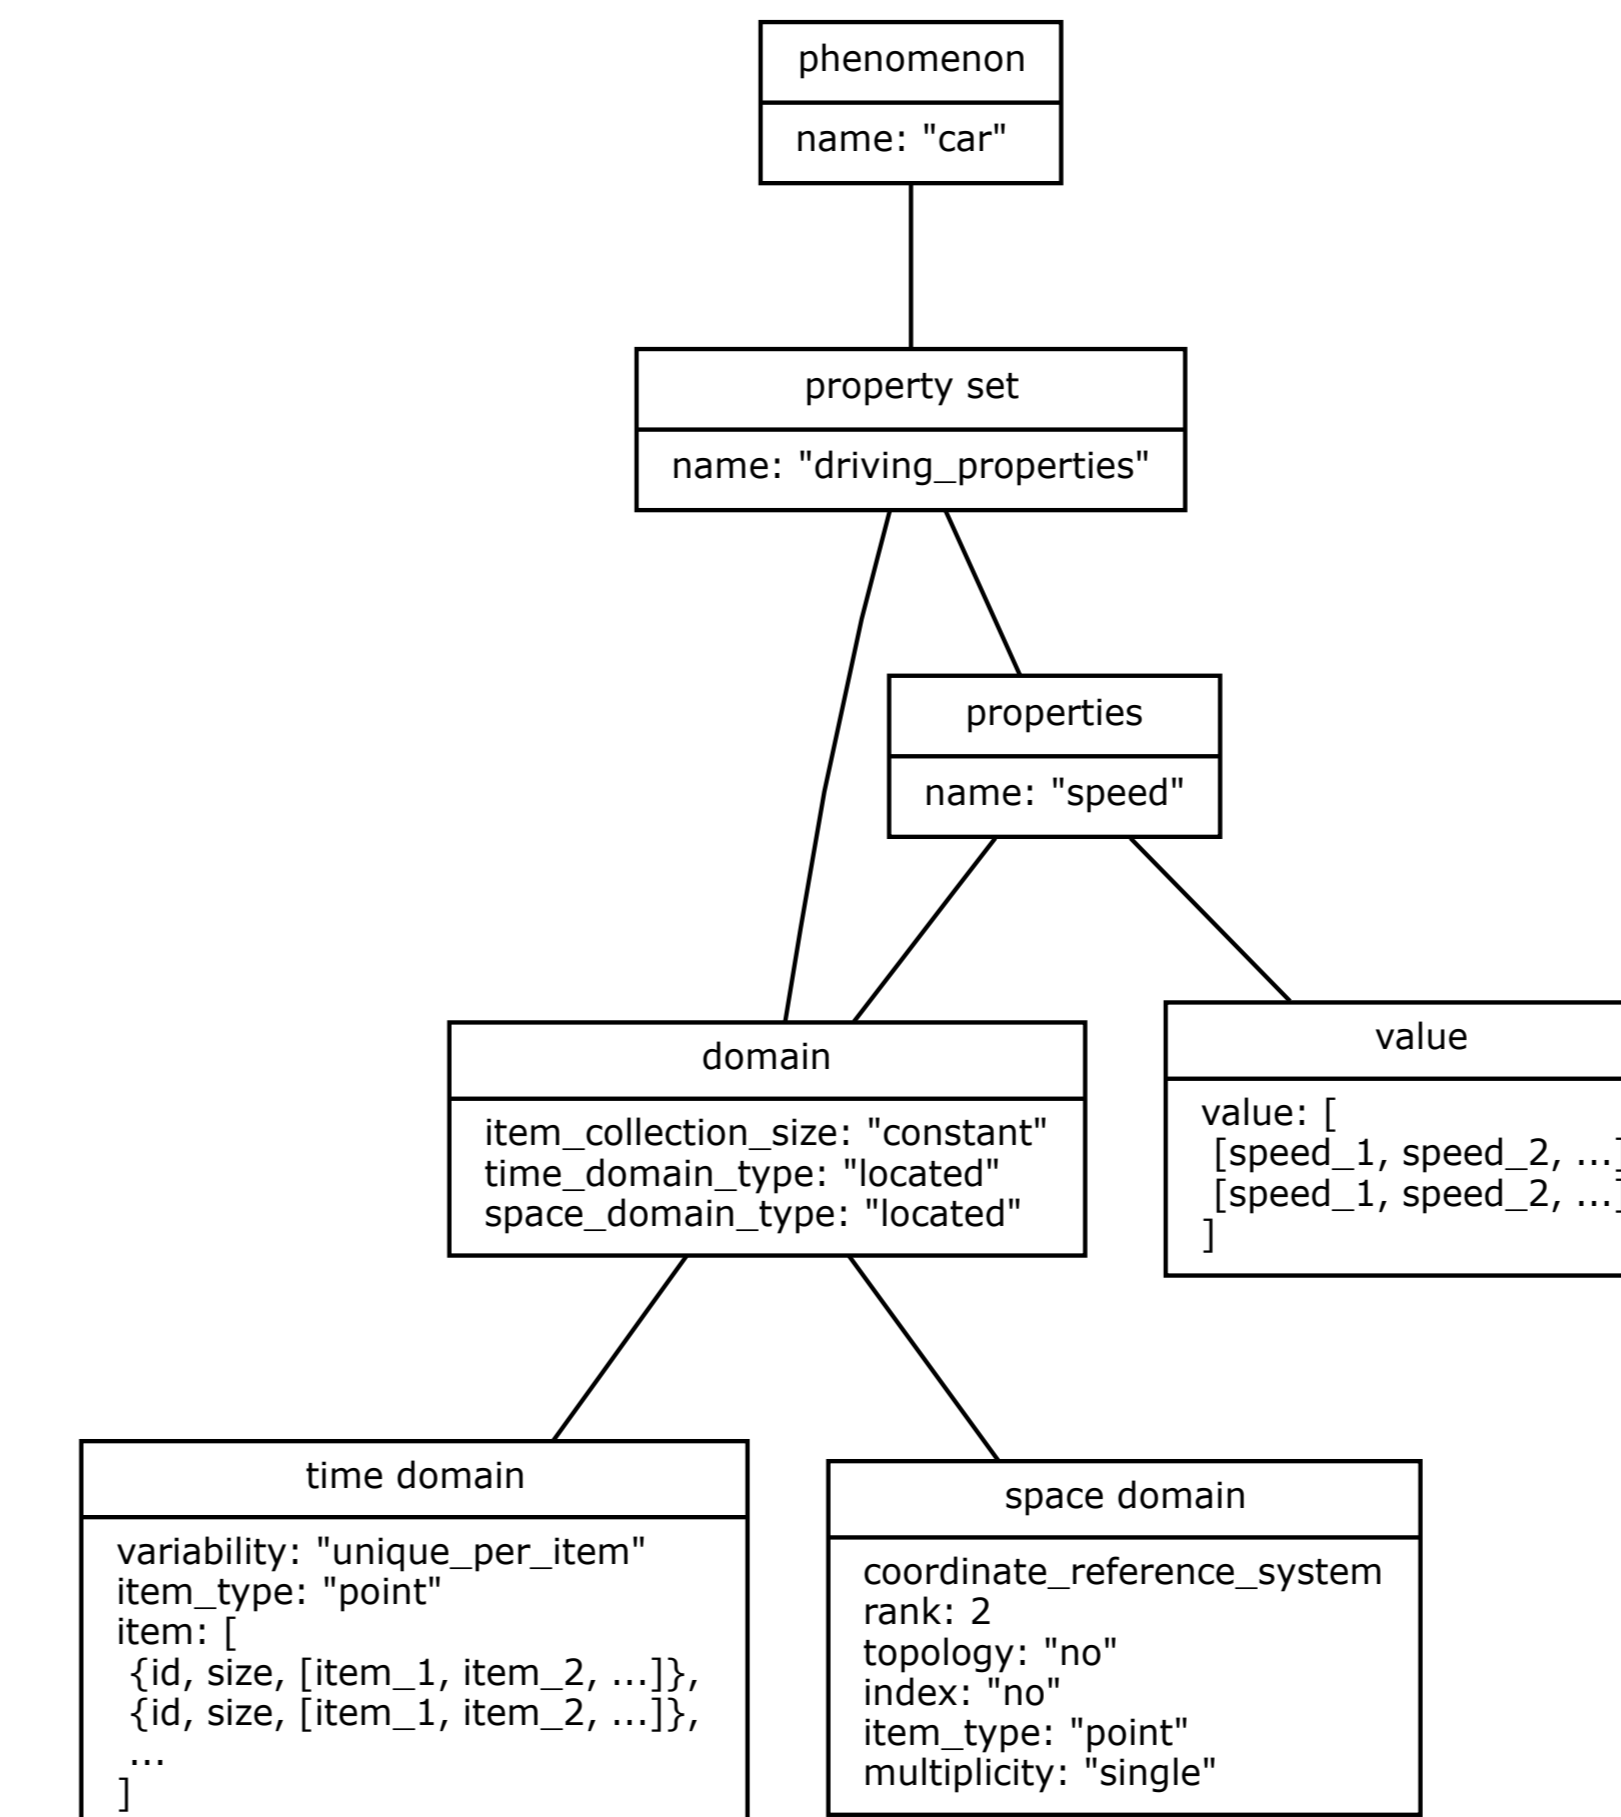 phenomenon
name: "car"
property set
name: "driving_properties"
properties
name: "speed"
domain
item_collection_size: "constant"
time_domain_type: "located"
space_domain_type: "located"
value
value: [
[speed_1, speed_2, ...]
[speed_1, speed_2, ...]
]
time domain
variability: "unique_per_item"
item_type: "point"
item: [
{id, size, [item_1, item_2, ...]},
{id, size, [item_1, item_2, ...]},
...
]
space domain
coordinate_reference_system
rank: 2
topology: "no"
index: "no"
item_type: "point"
multiplicity: "single"